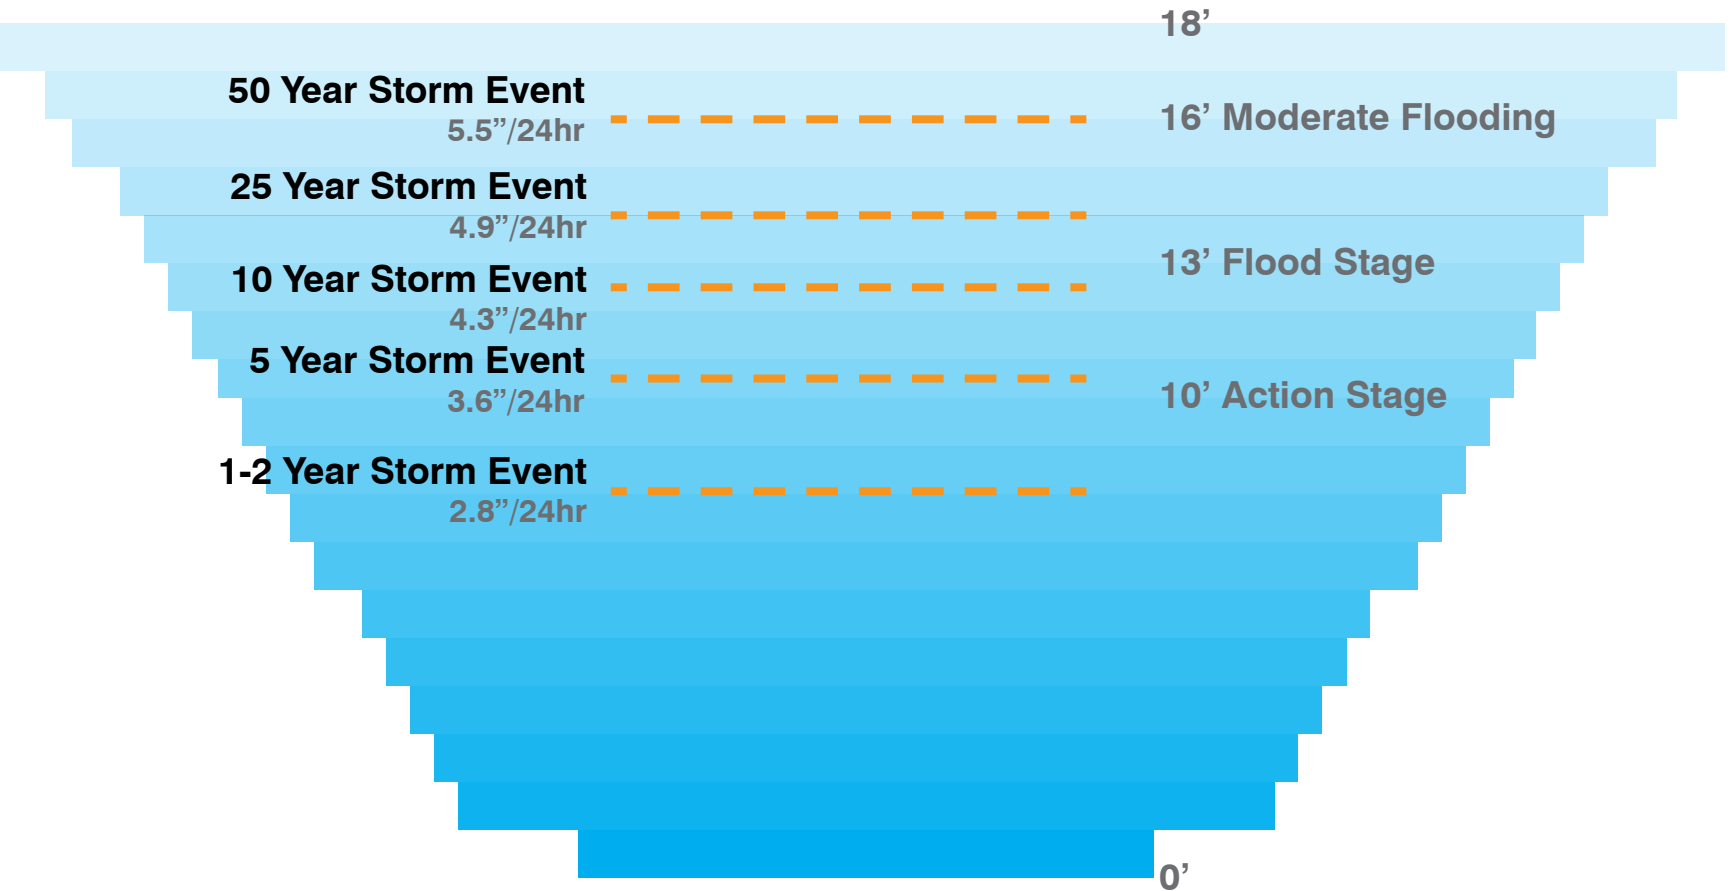 18’
50 Year Storm Event
5.5”/24hr
16’ Moderate Flooding
25 Year Storm Event
4.9”/24hr
13’ Flood Stage
10 Year Storm Event
4.3”/24hr
5 Year Storm Event
3.6”/24hr
10’ Action Stage
1-2 Year Storm Event
2.8”/24hr
0’